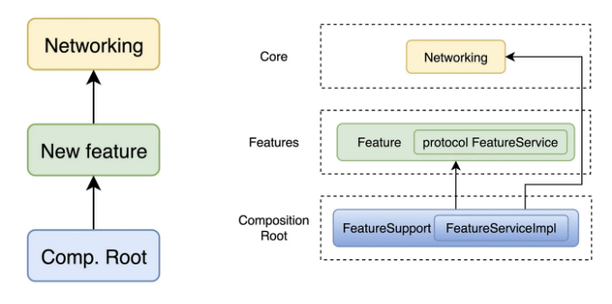 Networking
New feature
Comp. Root
Core
Networking
Features
Feature
protocol FeatureService
Composition
Root
FeatureSupport
FeatureServiceImpl